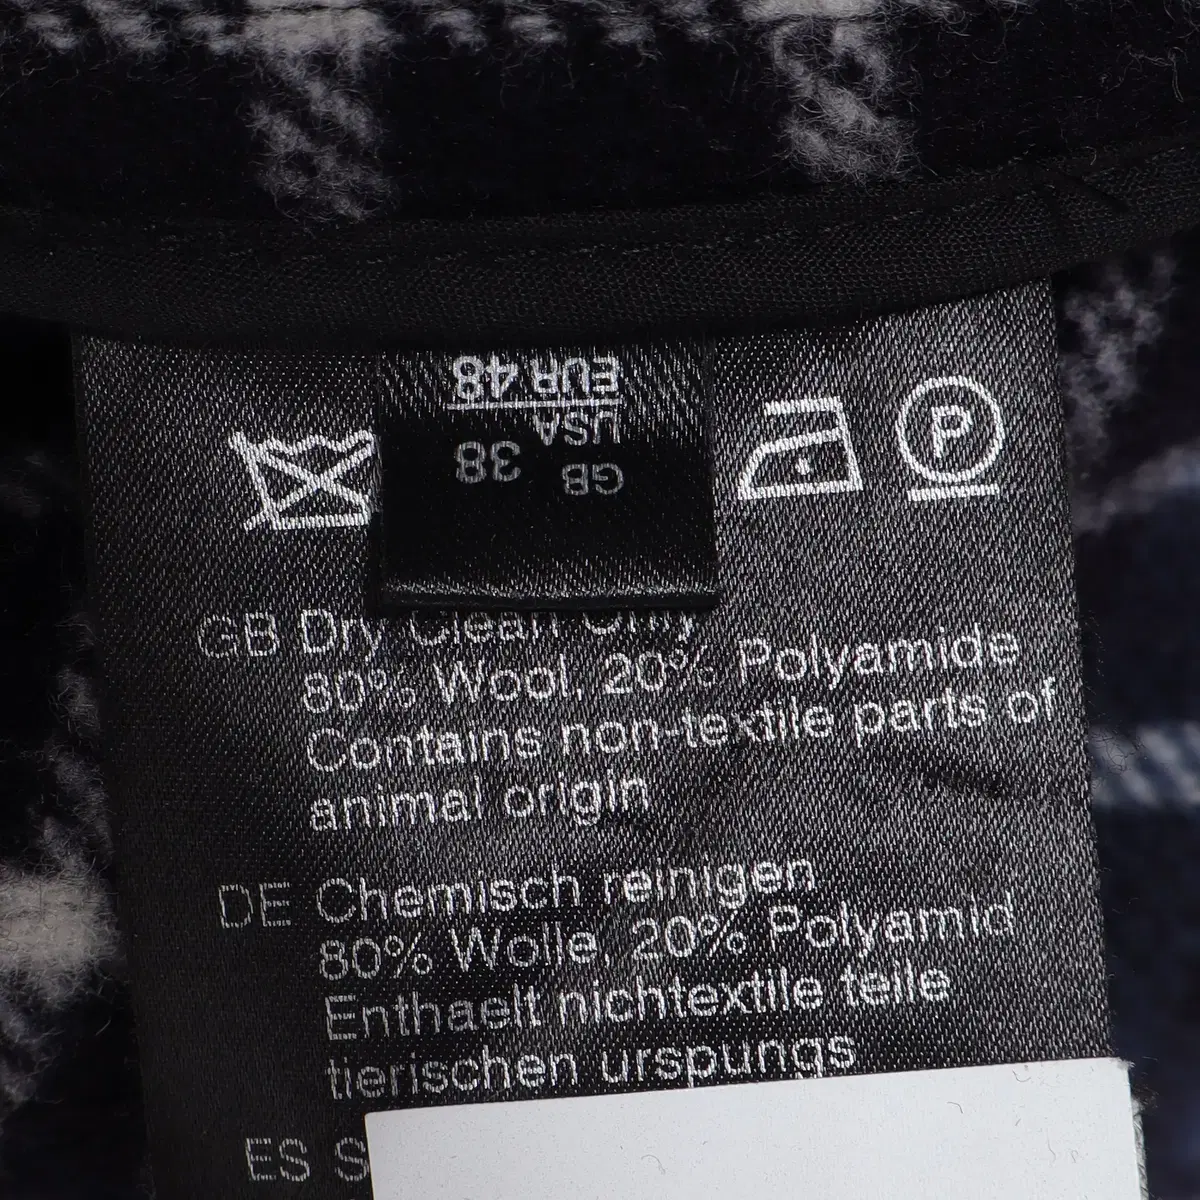 EUR 48
USA
GB 38
P
GB Dry Clean Only
80% Wool, 20% Polyamide
Contains non-textile parts of
animal origin
DE Chemisch reinigen
80% Wolle, 20% Polyamid
Enthaelt nichtextile teile
tierischen urspungs
ES S